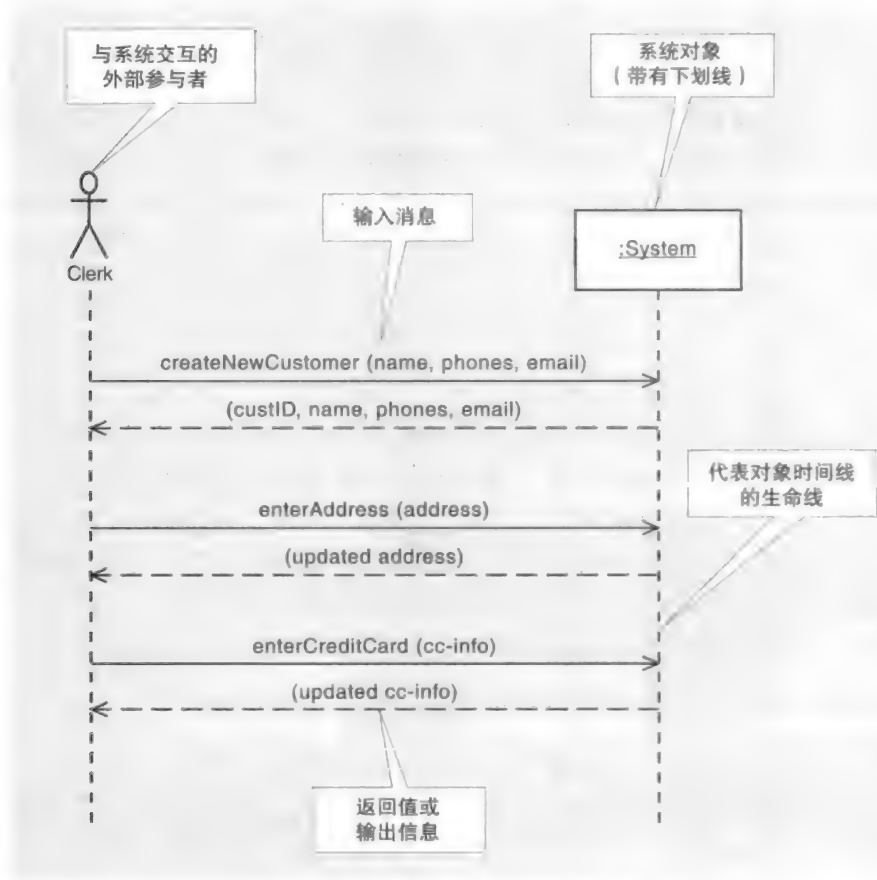 与系统交互的
外部参与者
系统对象
（带有下划线）
输入消息
:System
Clerk
createNewCustomer (name, phones, email)
(custID, name, phones, email)
代表对象时间线
的生命线
enterAddress (address)
(updated address)
enterCreditCard (cc-info)
(updated cc-info)
返回值或
输出信息